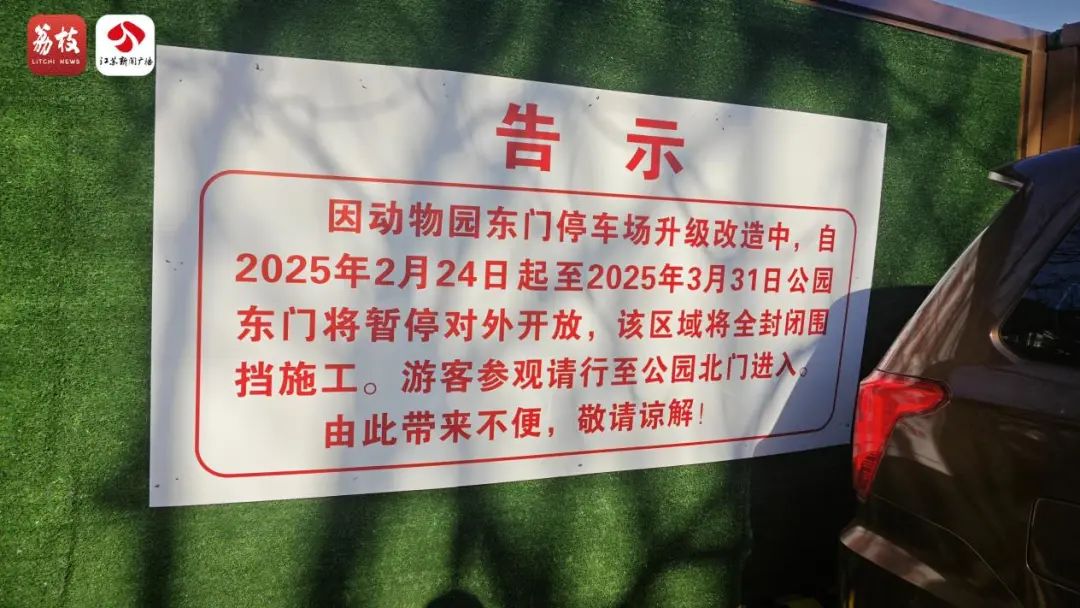 荔枝
LITCHI NEWS
江苏新闻广播
告示
因动物园东门停车场升级改造中，自
2025年2月24日起至2025年3月31日公园
东门将暂停对外开放，该区域将全封闭围
挡施工。游客参观请行至公园北门进入。
由此带来不便，敬请谅解！